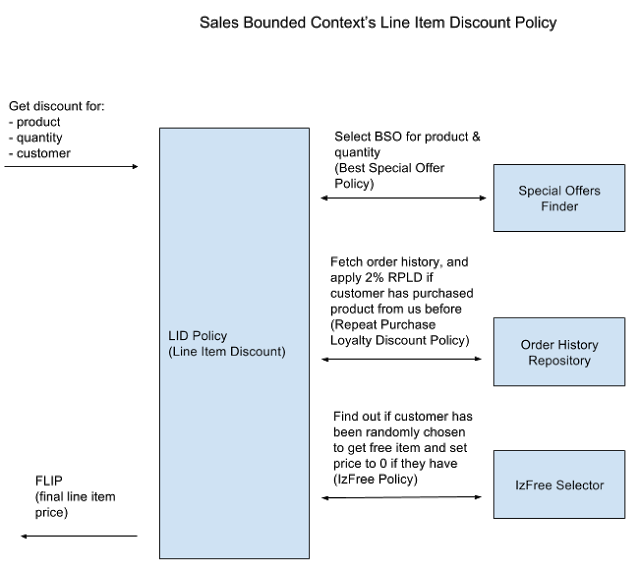 Sales Bounded Context's Line Item Discount Policy
Get discount for:
- product
- quantity
- customer
Select BSO for product &
quantity
(Best Special Offer
Policy)
Special Offers
Finder
Fetch order history, and
apply 2% RPLD if
customer has purchased
product from us before
(Repeat Purchase
Loyalty Discount Policy)
LID Policy
(Line Item Discount)
Order History
Repository
Find out if customer has
been randomly chosen
to get free item and set
price to 0 if they have
(IzFree Policy)
IzFree Selector
FLIP
(final line item
price)